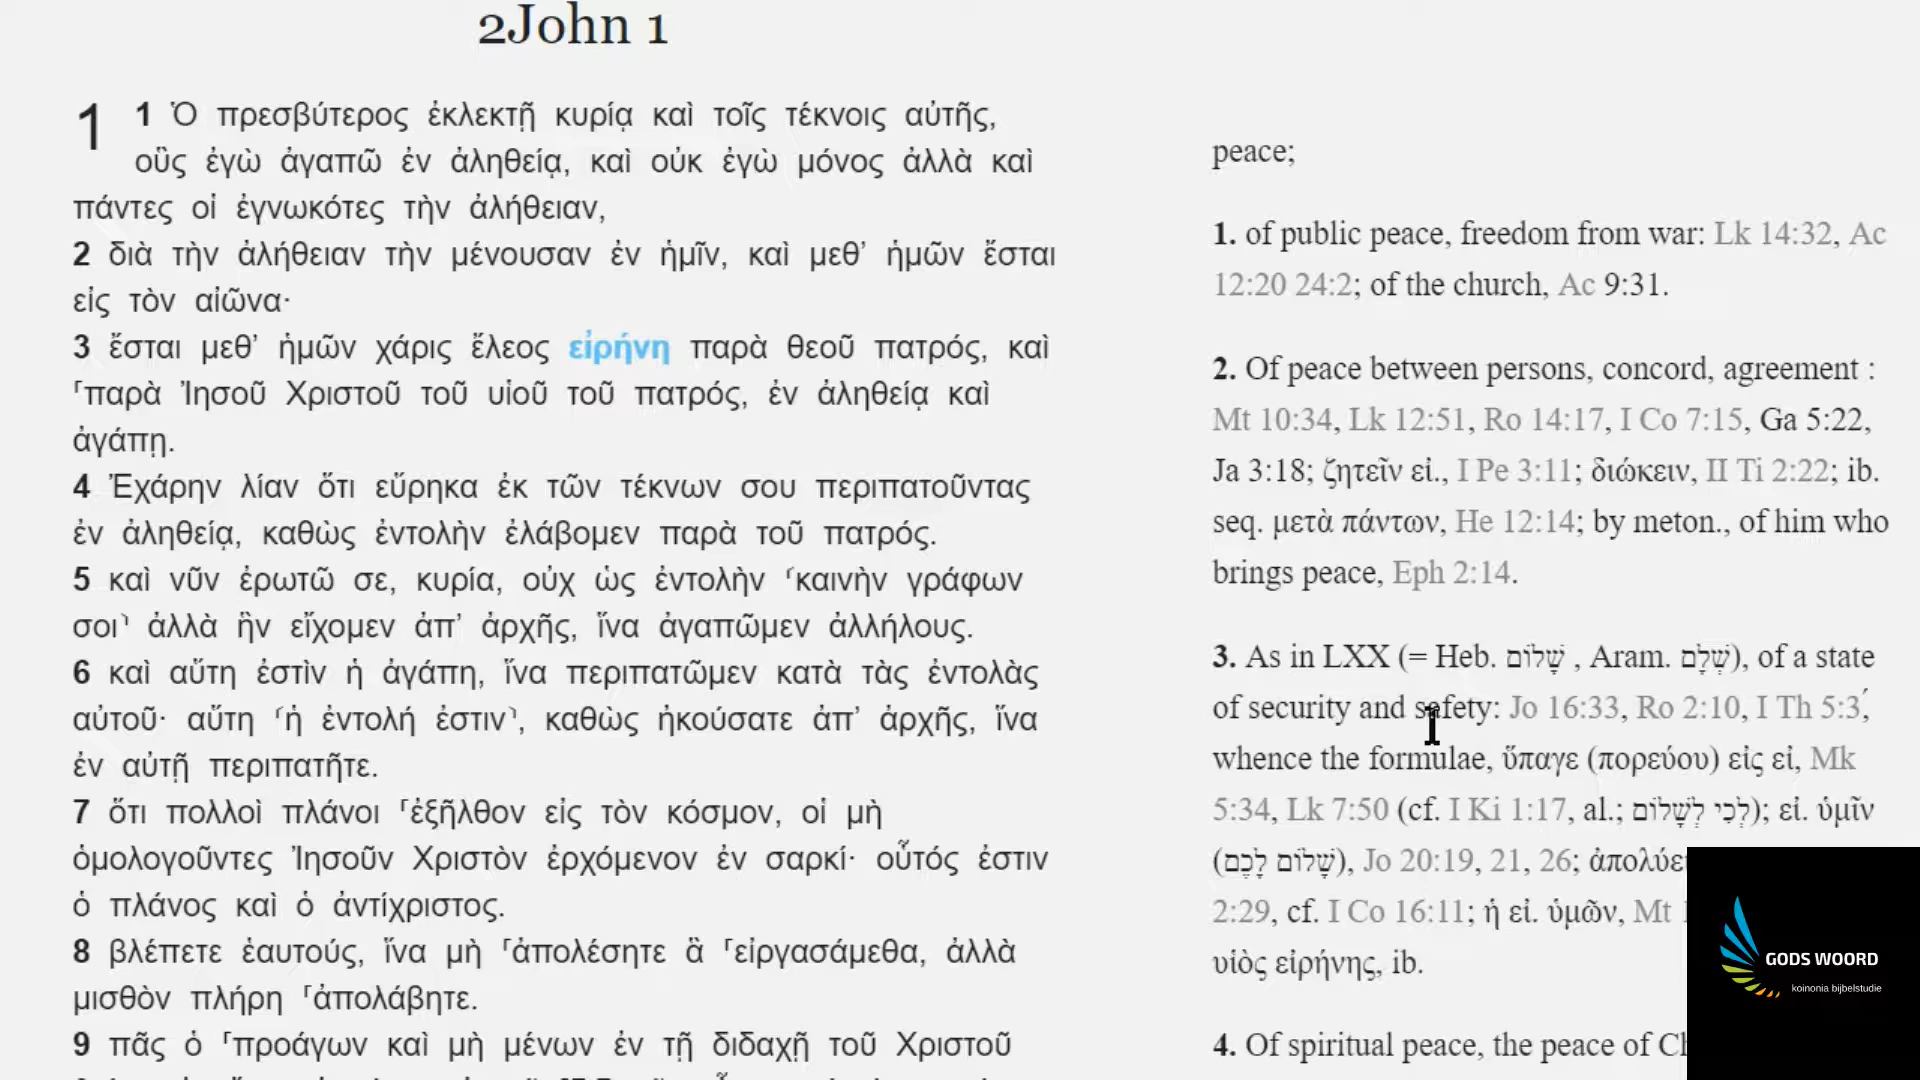 2John 1
1 1 Ὁ πρεσβύτερος ἐκλεκτῇ κυρίᾳ καὶ τοῖς τέκνοις αὐτῆς,
οὓς ἐγὼ ἀγαπῶ ἐν ἀληθείᾳ, καὶ οὐκ ἐγὼ μόνος ἀλλὰ καὶ
πάντες οἱ ἐγνωκότες τὴν ἀλήθειαν,
2 διὰ τὴν ἀλήθειαν τὴν μένουσαν ἐν ἡμῖν, καὶ μεθ’ ἡμῶν ἔσται
εἰς τὸν αἰῶνα·
3 ἔσται μεθ’ ἡμῶν χάρις ἔλεος εἰρήνη παρὰ θεοῦ πατρός, καὶ
⸀παρὰ Ἰησοῦ Χριστοῦ τοῦ υἱοῦ τοῦ πατρός, ἐν ἀληθείᾳ καὶ
ἀγάπῃ.
4 Ἐχάρην λίαν ὅτι εὕρηκα ἐκ τῶν τέκνων σου περιπατοῦντας
ἐν ἀληθείᾳ, καθὼς ἐντολὴν ἐλάβομεν παρὰ τοῦ πατρός.
5 καὶ νῦν ἐρωτῶ σε, κυρία, οὐχ ὡς ἐντολὴν ⸂καινὴν γράφων
σοι⸃ ἀλλὰ ἣν εἴχομεν ἀπ’ ἀρχῆς, ἵνα ἀγαπῶμεν ἀλλήλους.
6 καὶ αὕτη ἐστὶν ἡ ἀγάπη, ἵνα περιπατῶμεν κατὰ τὰς ἐντολὰς
αὐτοῦ· αὕτη ⸂ἡ ἐντολή ἐστιν⸃, καθὼς ἠκούσατε ἀπ’ ἀρχῆς, ἵνα
ἐν αὐτῇ περιπατῆτε.
7 ὅτι πολλοὶ πλάνοι ⸀ἐξῆλθον εἰς τὸν κόσμον, οἱ μὴ
ὁμολογοῦντες Ἰησοῦν Χριστὸν ἐρχόμενον ἐν σαρκί· οὗτός ἐστιν
ὁ πλάνος καὶ ὁ ἀντίχριστος.
8 βλέπετε ἑαυτούς, ἵνα μὴ ⸀ἀπολέσητε ἃ ⸀εἰργασάμεθα, ἀλλὰ
μισθὸν πλήρη ⸀ἀπολάβητε.
9 πᾶς ὁ ⸀προάγων καὶ μὴ μένων ἐν τῇ διδαχῇ τοῦ Χριστοῦ
peace;
1. of public peace, freedom from war: Lk 14:32, Ac
12:20 24:2; of the church, Ac 9:31.
2. Of peace between persons, concord, agreement :
Mt 10:34, Lk 12:51, Ro 14:17, I Co 7:15, Ga 5:22,
Ja 3:18; ζητεῖν εἰ., I Pe 3:11; διώκειν, II Ti 2:22; ib.
seq. μετὰ πάντων, He 12:14; by meton., of him who
brings peace, Eph 2:14.
3. As in LXX (= Heb. שָׁלוֹם , Aram. שְׁלָם), of a state
of security and safety: Jo 16:33, Ro 2:10, I Th 5:3,
whence the formulae, ὕπαγε (πορεύου) εἰς εἰ, Mk
5:34, Lk 7:50 (cf. I Ki 1:17, al.; לְכִי לְשָׁלוֹם); εἰ. ὑμῖν
(שָׁלוֹם לָכֶם), Jo 20:19, 21, 26;
2:29, cf. I Co 16:11; ἡ εἰ. ὑμῶν, Mt
υἱὸς εἰρήνης, ib.
4. Of spiritual peace, the peace of
GODS WOORD
koinonia bijbelstudie